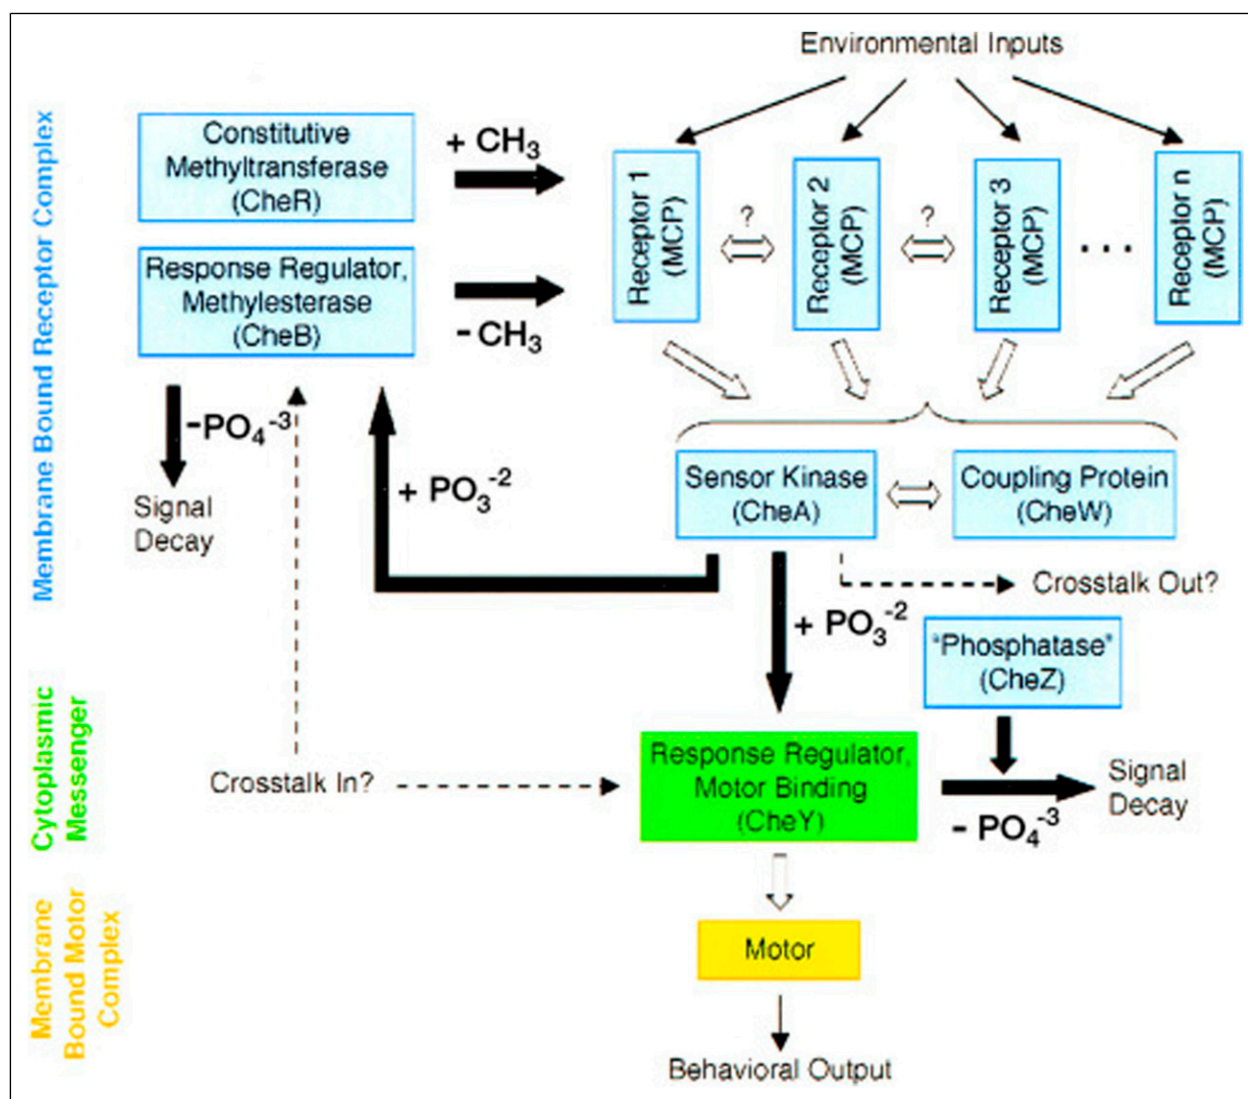 Environmental Inputs
Membrane Bound Receptor Complex
Constitutive
Methyltransferase
(CheR)
+ CH₃
Response Regulator,
Methylesterase
(CheB)
- CH₃
Receptor 1
(MCP)
?
Receptor 2
(MCP)
?
Receptor 3
(MCP)
. . .
Receptor n
(MCP)
-PO₄⁻³
Signal
Decay
+ PO₃⁻²
Sensor Kinase
(CheA)
Coupling Protein
(CheW)
Crosstalk Out?
+ PO₃⁻²
"Phosphatase"
(CheZ)
Cytoplasmic
Messenger
Crosstalk In?
Response Regulator,
Motor Binding
(CheY)
- PO₄⁻³
Signal
Decay
Membrane
Bound Motor
Complex
Motor
Behavioral Output